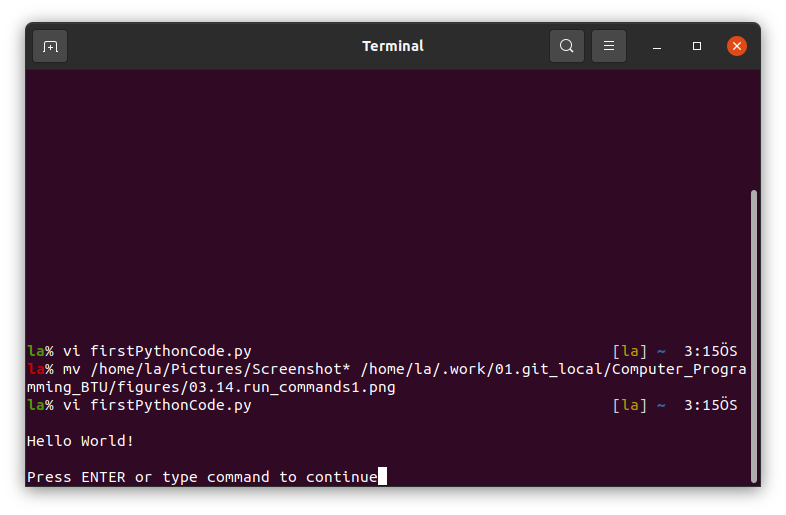 Terminal
la% vi firstPythonCode.py [la] ~ 3:15ÖS
la% mv /home/la/Pictures/Screenshot* /home/la/.work/01.git_local/Computer_Progra
mming_BTU/figures/03.14.run_commands1.png
la% vi firstPythonCode.py [la] ~ 3:15ÖS
Hello World!
Press ENTER or type command to continue